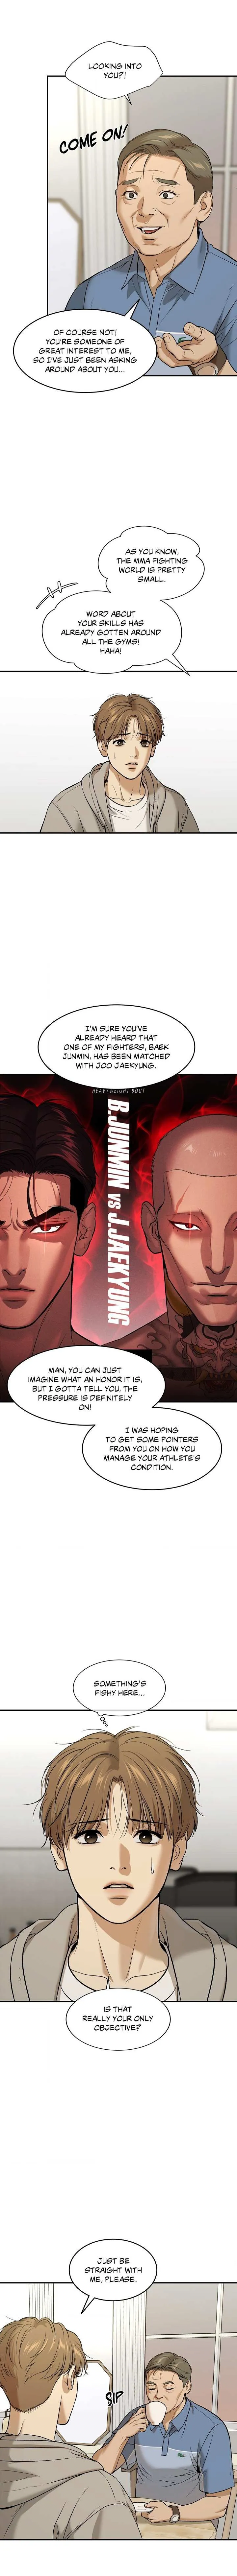 LOOKING INTO
YOU?!
COME ON!
OF COURSE NOT!
YOU'RE SOMEONE OF
GREAT INTEREST TO ME,
SO I'VE JUST BEEN ASKING
AROUND ABOUT YOU...
AS YOU KNOW,
THE MMA FIGHTING
WORLD IS PRETTY
SMALL.
WORD ABOUT
YOUR SKILLS HAS
ALREADY GOTTEN AROUND
ALL THE GYMS!
HAHA!
I'M SURE YOU'VE
ALREADY HEARD THAT
ONE OF MY FIGHTERS, BAEK
JUNMIN, HAS BEEN MATCHED
WITH JOO JAEKYUNG.
HEAVYWEIGHT BOUT
B.JUNMIN VS J.JAEKYUNG
MAN, YOU CAN JUST
IMAGINE WHAT AN HONOR IT IS,
BUT I GOTTA TELL YOU, THE
PRESSURE IS DEFINITELY
ON!
I WAS HOPING
TO GET SOME POINTERS
FROM YOU ON HOW YOU
MANAGE YOUR ATHLETE'S
CONDITION.
SOMETHING'S
FISHY HERE...
IS THAT
REALLY YOUR ONLY
OBJECTIVE?
JUST BE
STRAIGHT WITH
ME, PLEASE.
SIP